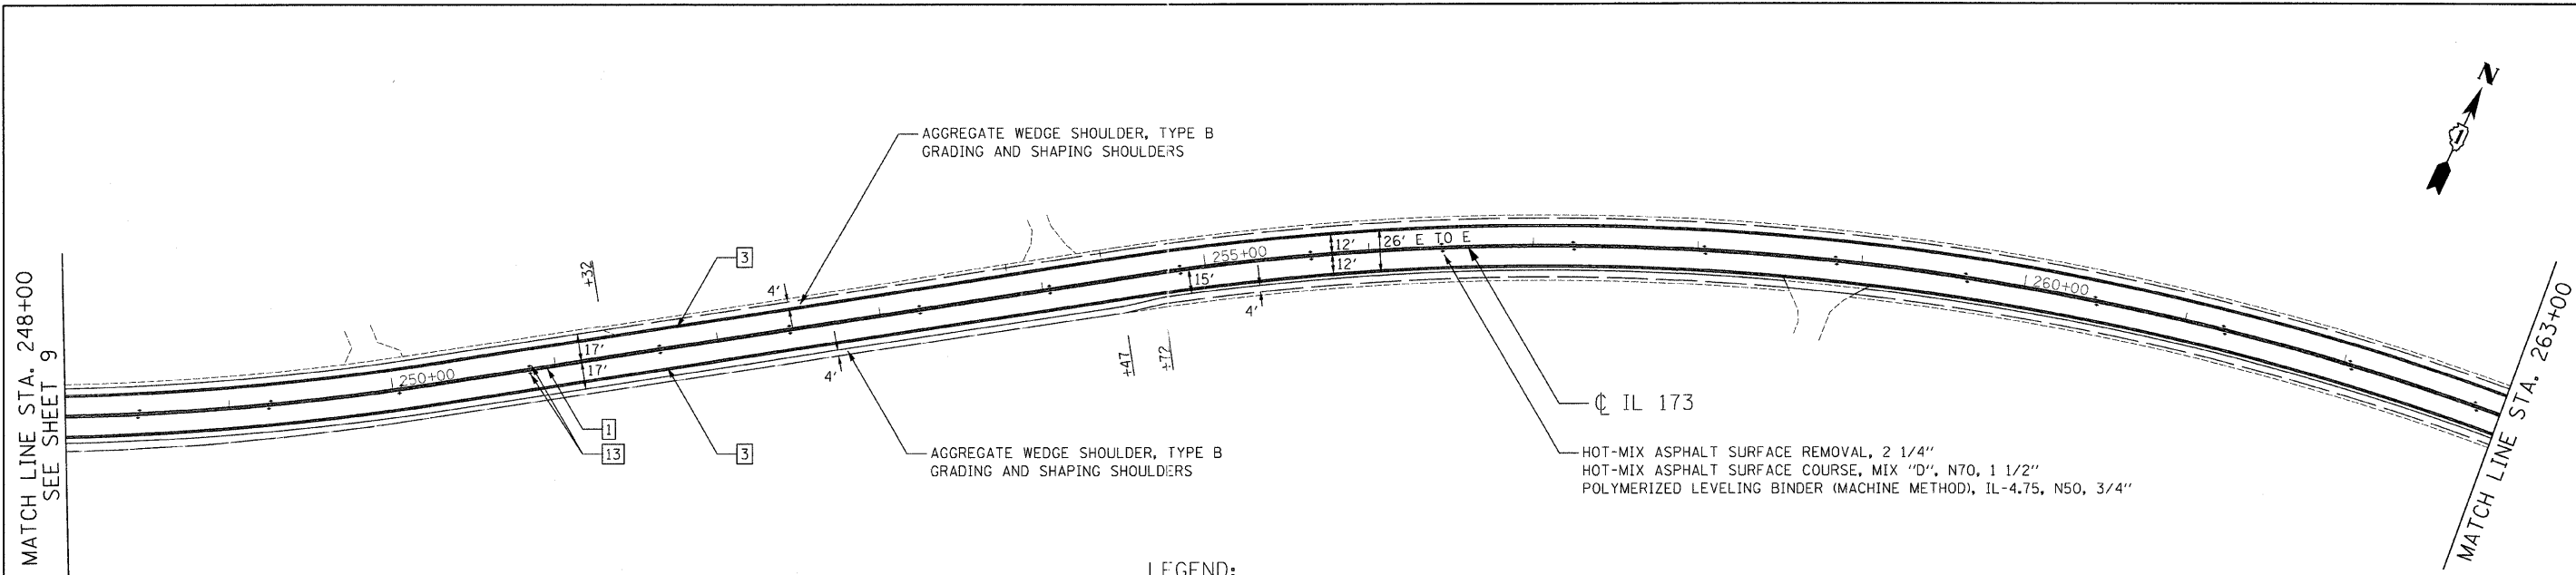 MATCH LINE STA. 248+00
SEE SHEET 9
AGGREGATE WEDGE SHOULDER, TYPE B
GRADING AND SHAPING SHOULDERS
N
1
+32
3
4'
17'
17'
250+00
1
13
3
4'
AGGREGATE WEDGE SHOULDER, TYPE B
GRADING AND SHAPING SHOULDERS
+47
+72
15'
255+00
4'
12'
12'
26' E TO E
260+00
℄ IL 173
HOT-MIX ASPHALT SURFACE REMOVAL, 2 1/4"
HOT-MIX ASPHALT SURFACE COURSE, MIX "D", N70, 1 1/2"
POLYMERIZED LEVELING BINDER (MACHINE METHOD), IL-4.75, N50, 3/4"
MATCH LINE STA. 263+00
LEGEND: